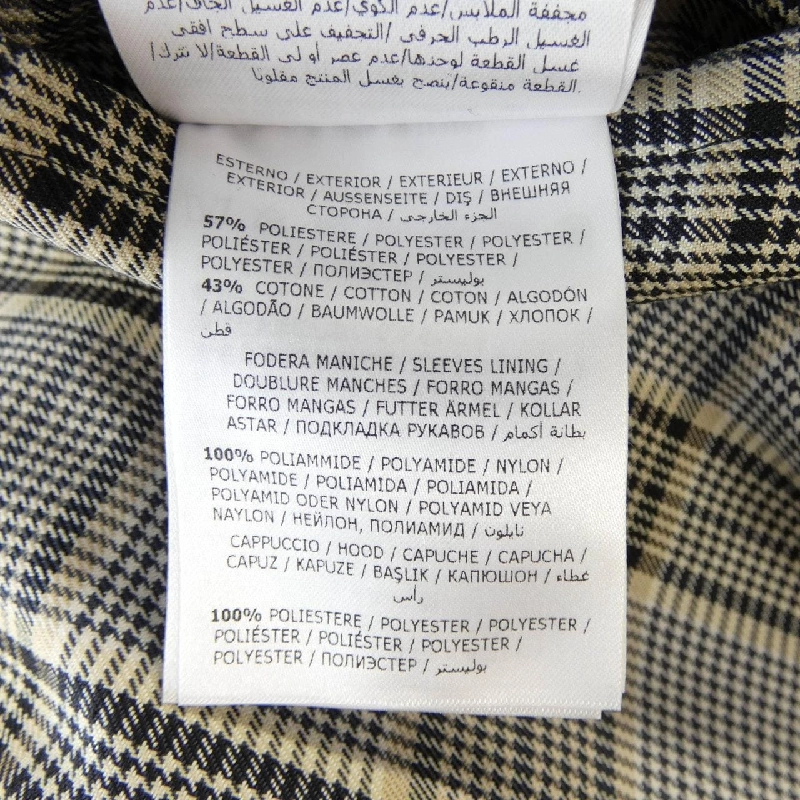 مجففة الملابس/عدم الكوي/عدم الغسيل الجاف/عدم
الغسيل الرطب الحرفي /التجفيف على سطح افقي
غسل القطعة لوحدها/عدم عصر أو لي القطعة/لا تترك/
القطعة منقوعة/ينصح بغسل المنتج مقلوبا.
ESTERNO / EXTERIOR / EXTERIEUR / EXTERNO /
EXTERIOR / AUSSENSEITE / DIŞ / ВНЕШНЯЯ
СТОРОНА / الجزء الخارجي
57% POLIESTERE / POLYESTER / POLYESTER /
POLIÉSTER / POLIÉSTER / POLYESTER /
POLYESTER / ПОЛИЭСТЕР / بوليستر
43% COTONE / COTTON / COTON / ALGODÓN
/ ALGODÃO / BAUMWOLLE / PAMUK / ХЛОПОК /
قطن
FODERA MANICHE / SLEEVES LINING /
DOUBLURE MANCHES / FORRO MANGAS /
FORRO MANGAS / FUTTER ÄRMEL / KOLLAR
ASTAR / ПОДКЛАДКА РУКАВОВ / بطانة أكمام
100% POLIAMMIDE / POLYAMIDE / NYLON /
POLYAMIDE / POLIAMIDA / POLIAMIDA /
POLYAMID ODER NYLON / POLYAMID VEYA
NAYLON / НЕЙЛОН, ПОЛИАМИД / نايلون
CAPPUCCIO / HOOD / CAPUCHE / CAPUCHA /
CAPUZ / KAPUZE / BAŞLIK / КАПЮШОН / غطاء
رأس
100% POLIESTERE / POLYESTER / POLYESTER /
POLIÉSTER / POLIÉSTER / POLYESTER /
POLYESTER / ПОЛИЭСТЕР / بوليستر